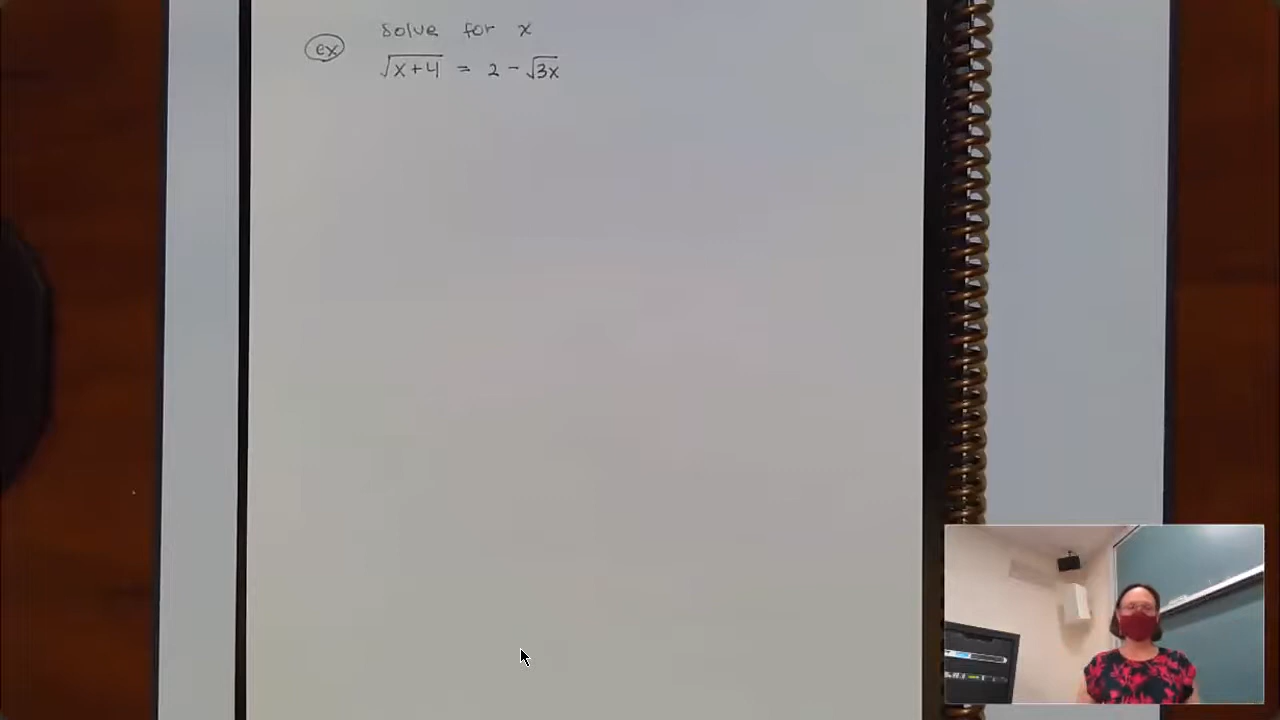 ex solve for x
√x+4 = 2 - √3x